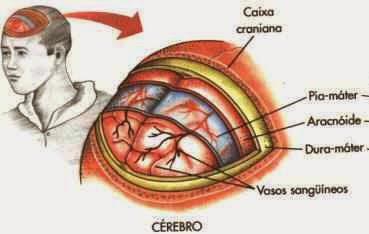 Caixa
craniana
Pia-máter
Aracnóide
Dura-máter
Vasos sangüíneos
CÉREBRO